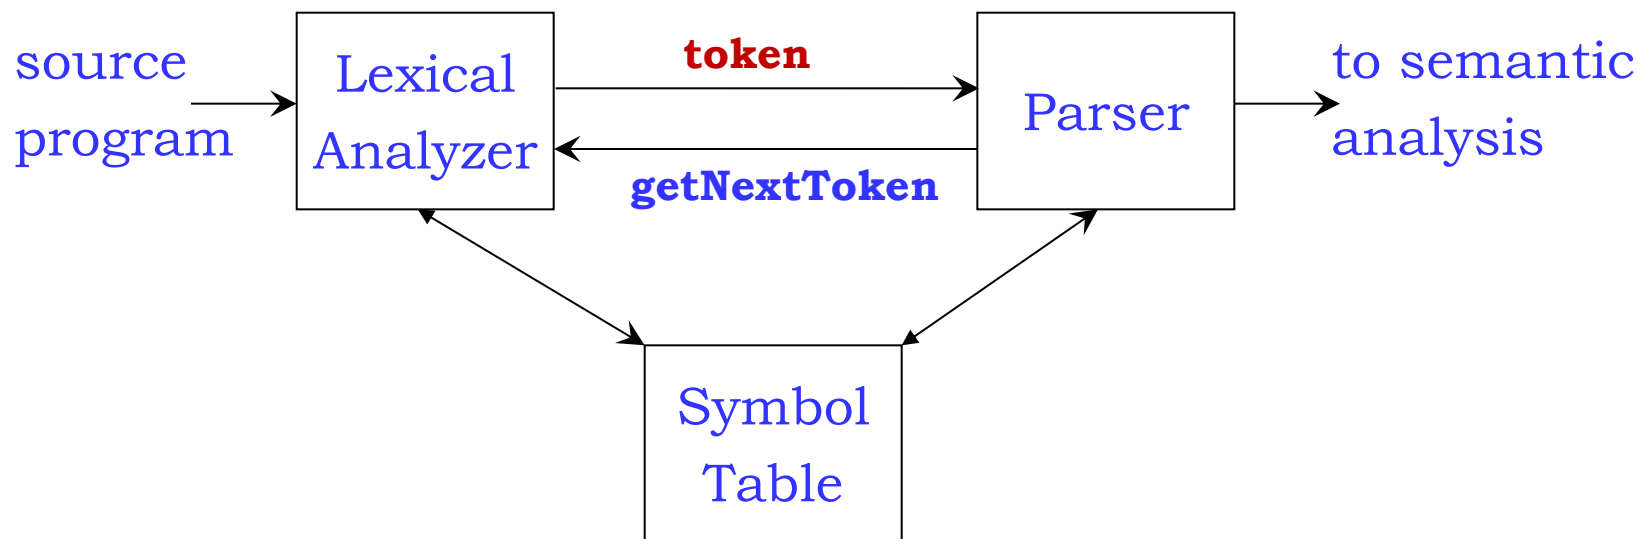 source
program
Lexical
Analyzer
token
getNextToken
Parser
to semantic
analysis
Symbol
Table